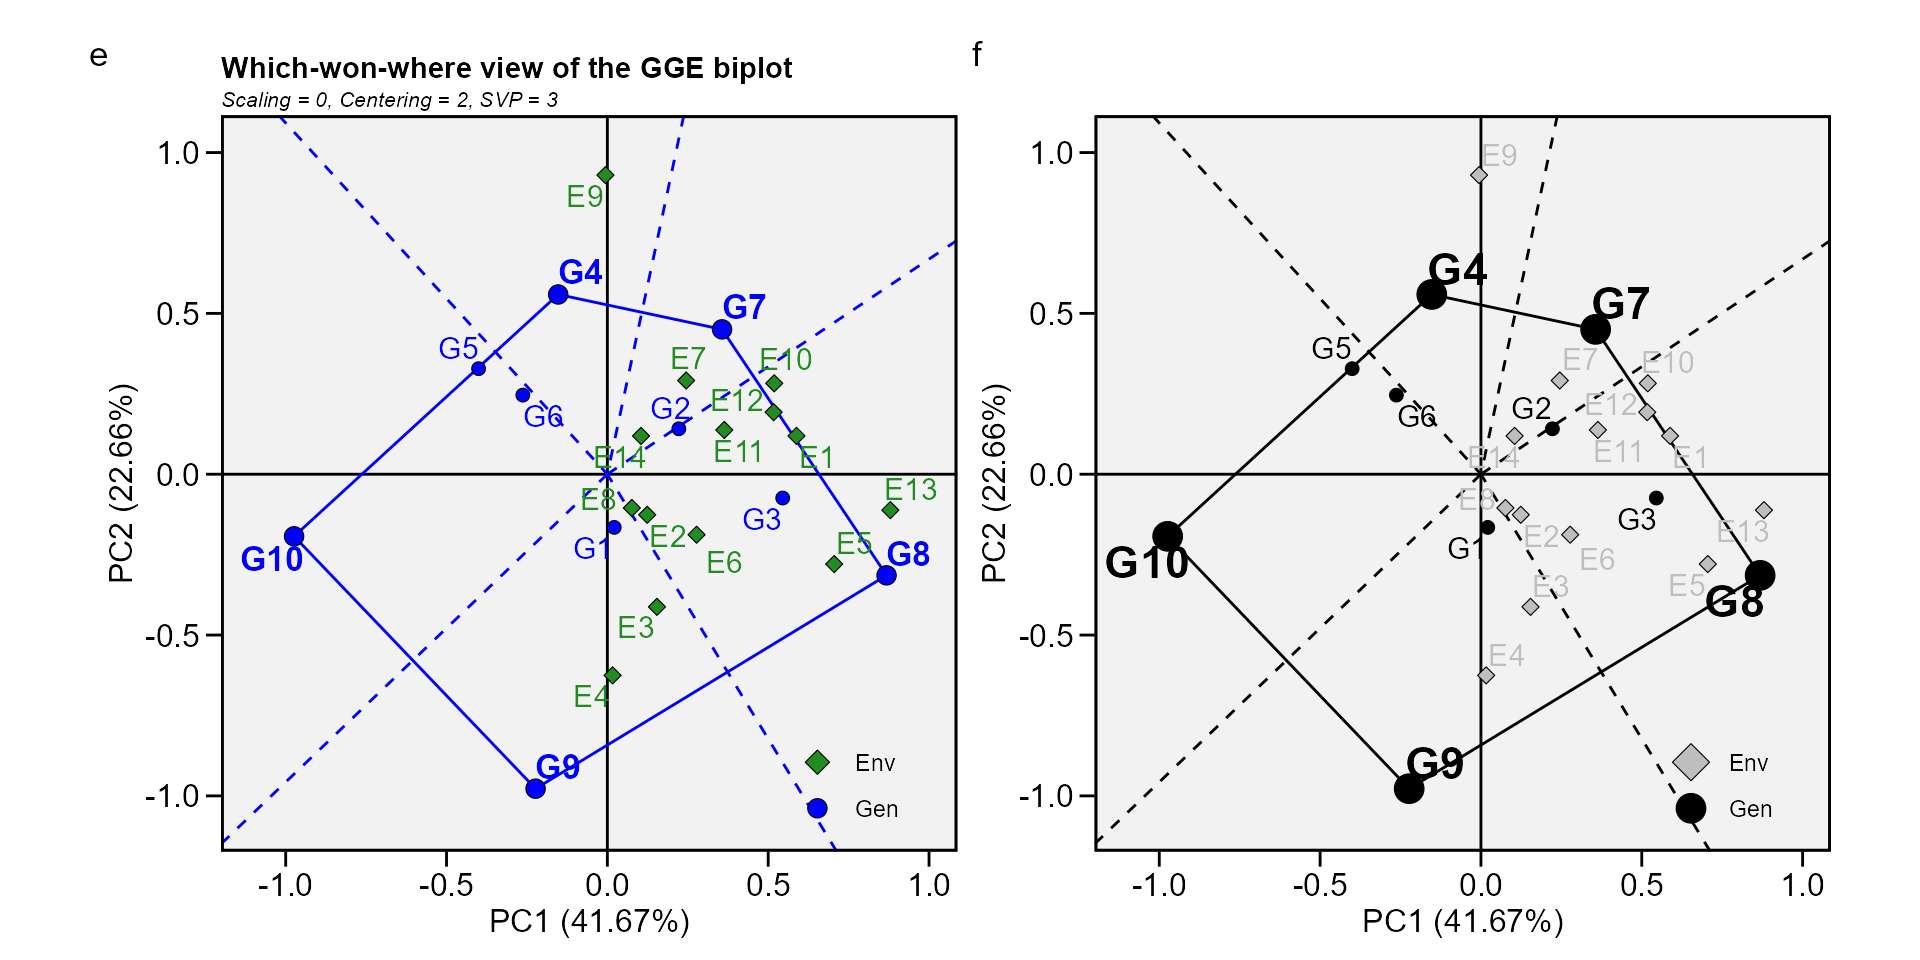 e
Which-won-where view of the GGE biplot
Scaling = 0, Centering = 2, SVP = 3
PC2 (22.66%)
1.0
0.5
0.0
-0.5
-1.0
E9
G4
G7
G5
E7
E10
G6
G2
E12
E14
E11
E1
E8
E13
G1
E2
G3
E5
G8
G10
E6
E3
E4
G9
Env
Gen
-1.0
-0.5
0.0
0.5
1.0
PC1 (41.67%)
f
PC2 (22.66%)
1.0
0.5
0.0
-0.5
-1.0
E9
G4
G7
G5
E7
E10
G6
G2
E12
E14
E11
E1
E8
G3
E13
G1
E2
E6
G10
E3
E5
G8
E4
G9
Env
Gen
-1.0
-0.5
0.0
0.5
1.0
PC1 (41.67%)